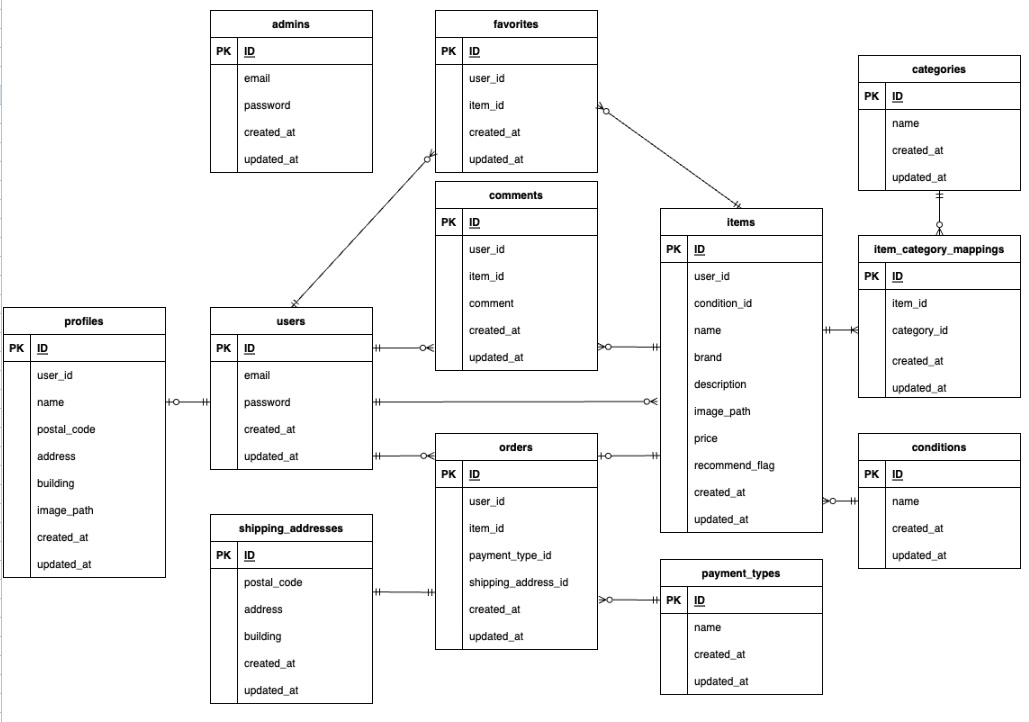 admins
PK ID
email
password
created_at
updated_at
favorites
PK ID
user_id
item_id
created_at
updated_at
categories
PK ID
name
created_at
updated_at
comments
PK ID
user_id
item_id
comment
created_at
updated_at
items
PK ID
user_id
condition_id
name
brand
description
image_path
price
recommend_flag
created_at
updated_at
item_category_mappings
PK ID
item_id
category_id
created_at
updated_at
profiles
PK ID
user_id
name
postal_code
address
building
image_path
created_at
updated_at
users
PK ID
email
password
created_at
updated_at
orders
PK ID
user_id
item_id
payment_type_id
shipping_address_id
created_at
updated_at
conditions
PK ID
name
created_at
updated_at
shipping_addresses
PK ID
postal_code
address
building
created_at
updated_at
payment_types
PK ID
name
created_at
updated_at